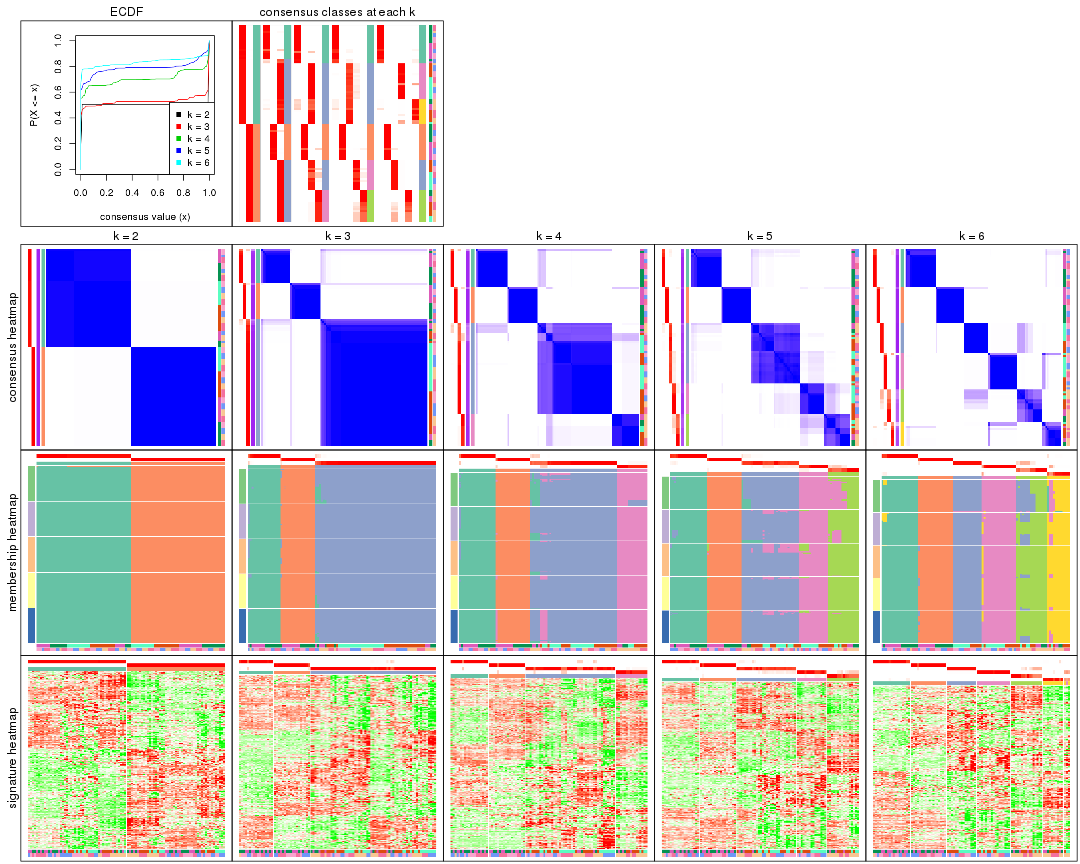 ECDF
consensus classes at each k
P(X <= x)
0.0 0.2 0.4 0.6 0.8 1.0
k = 2
k = 3
k = 4
k = 5
k = 6
0.0 0.2 0.4 0.6 0.8 1.0
consensus value (x)
k = 2 k = 3 k = 4 k = 5 k = 6
consensus heatmap
membership heatmap
signature heatmap